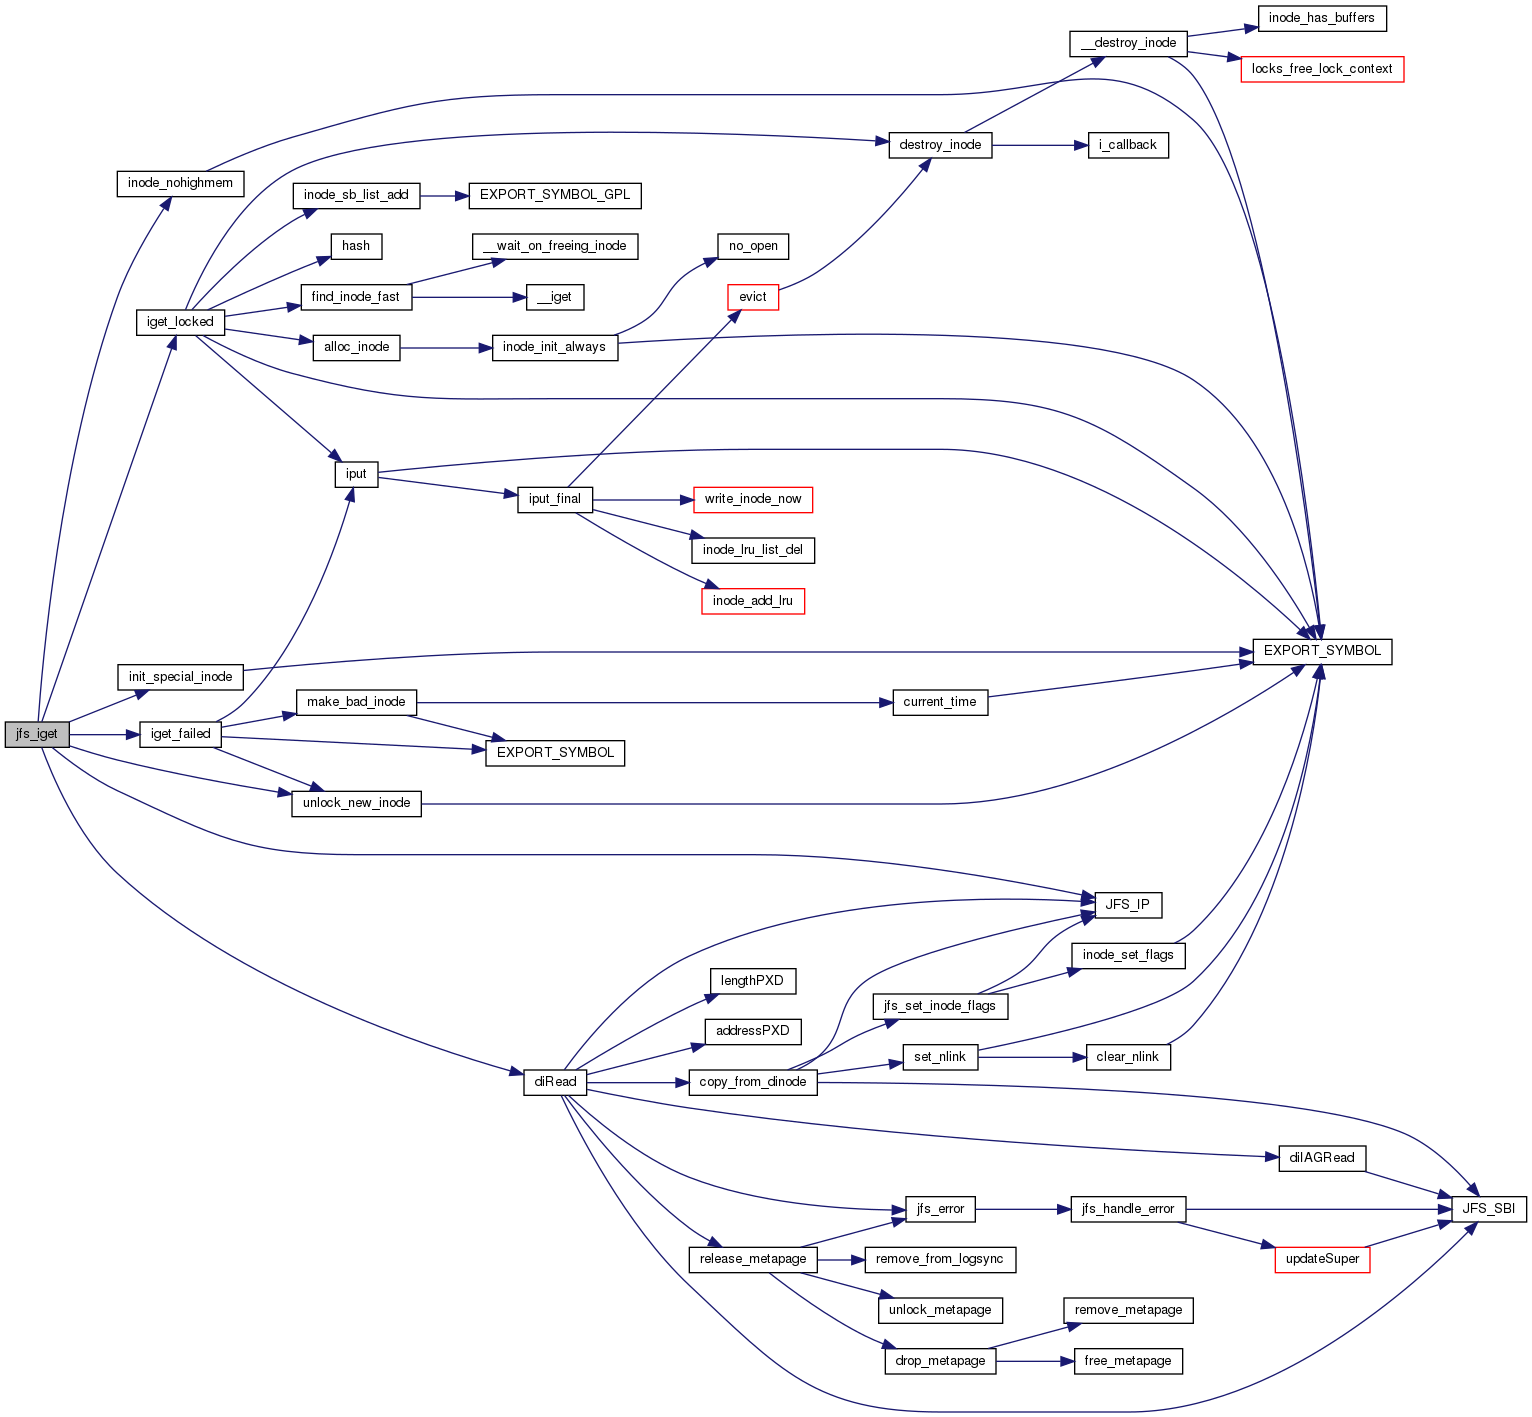 inode_has_buffers
__destroy_inode
locks_free_lock_context
destroy_inode
i_callback
inode_nohighmem
inode_sb_list_add
EXPORT_SYMBOL_GPL
hash
__wait_on_freeing_inode
no_open
find_inode_fast
__iget
evict
iget_locked
alloc_inode
inode_init_always
iput
iput_final
write_inode_now
inode_lru_list_del
inode_add_lru
EXPORT_SYMBOL
init_special_inode
make_bad_inode
current_time
jfs_iget
iget_failed
EXPORT_SYMBOL
unlock_new_inode
JFS_IP
inode_set_flags
lengthPXD
jfs_set_inode_flags
addressPXD
set_nlink
clear_nlink
diRead
copy_from_dinode
diIAGRead
jfs_error
jfs_handle_error
JFS_SBI
release_metapage
remove_from_logsync
updateSuper
unlock_metapage
remove_metapage
drop_metapage
free_metapage